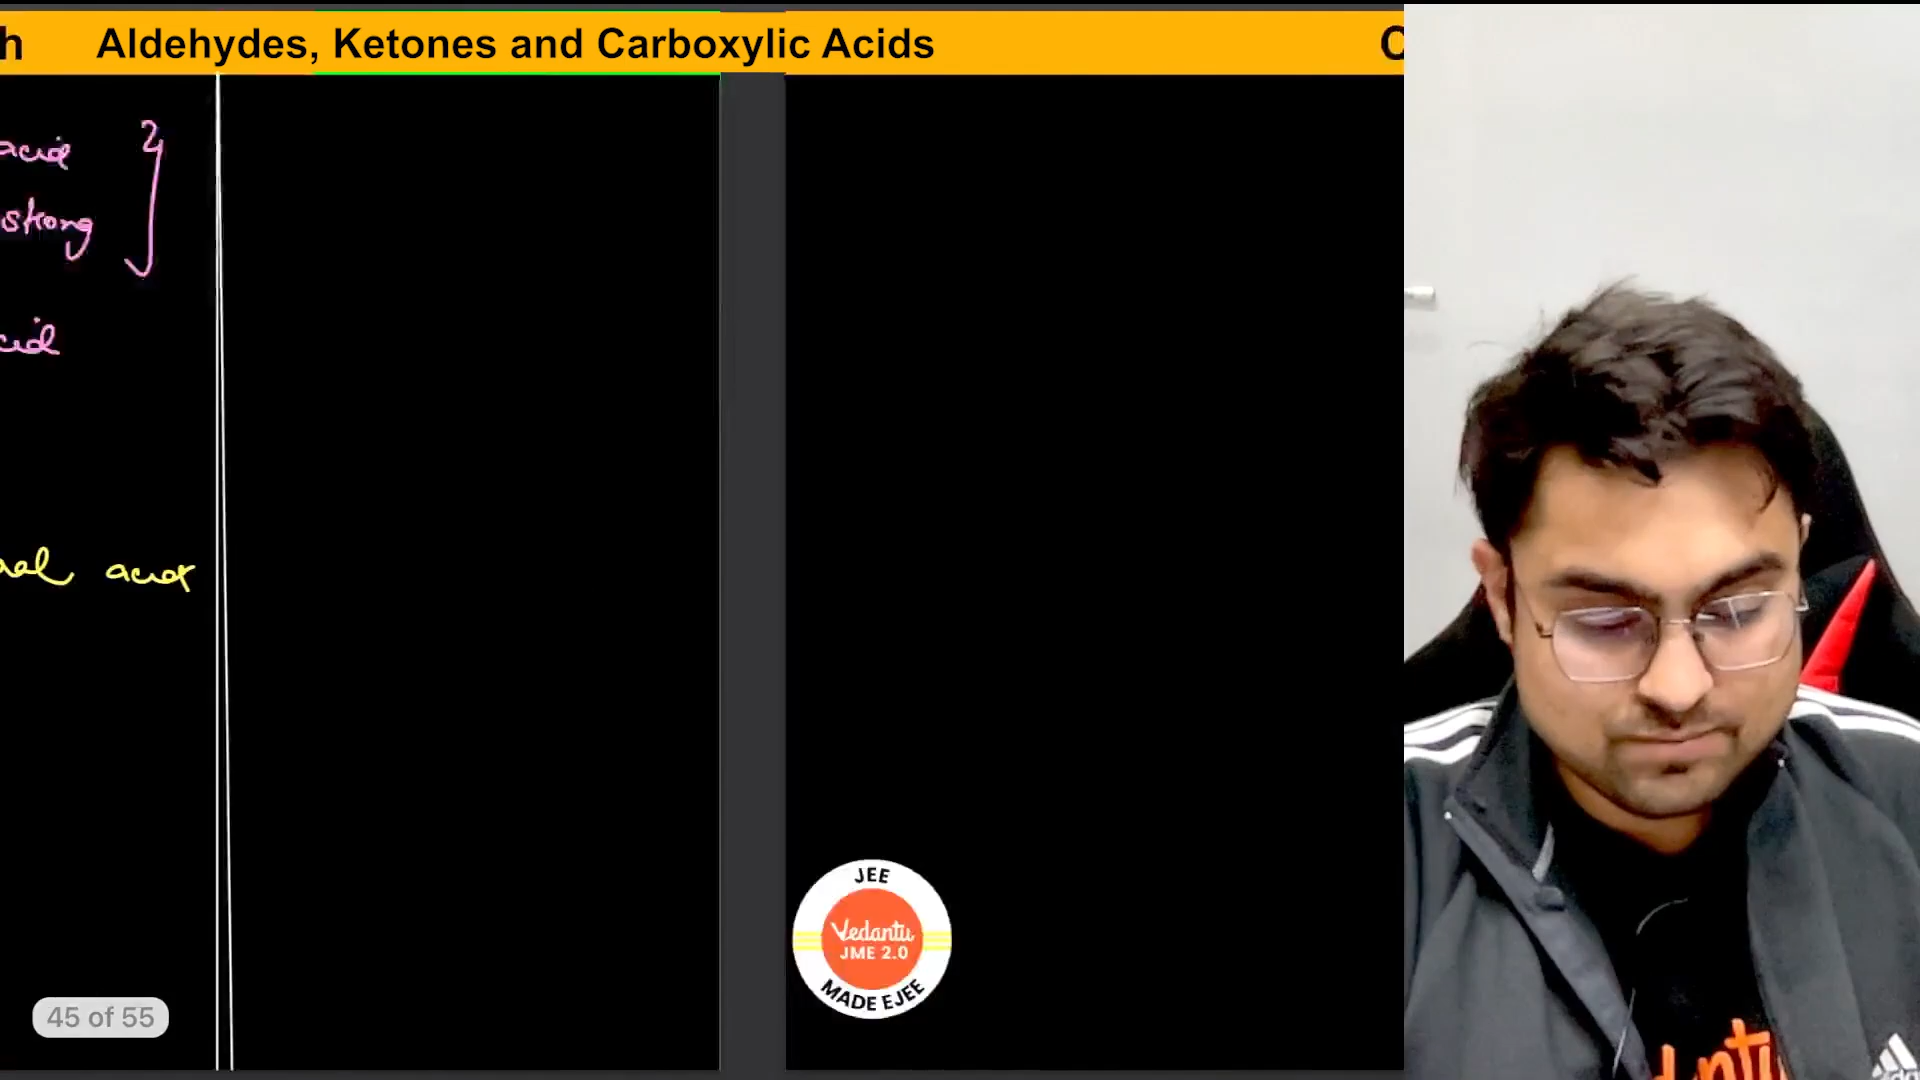 h Aldehydes, Ketones and Carboxylic Acids C
acid
strong
cid
al acid
45 of 55
JEE
Vedantu
JME 2.0
MADE EJEE